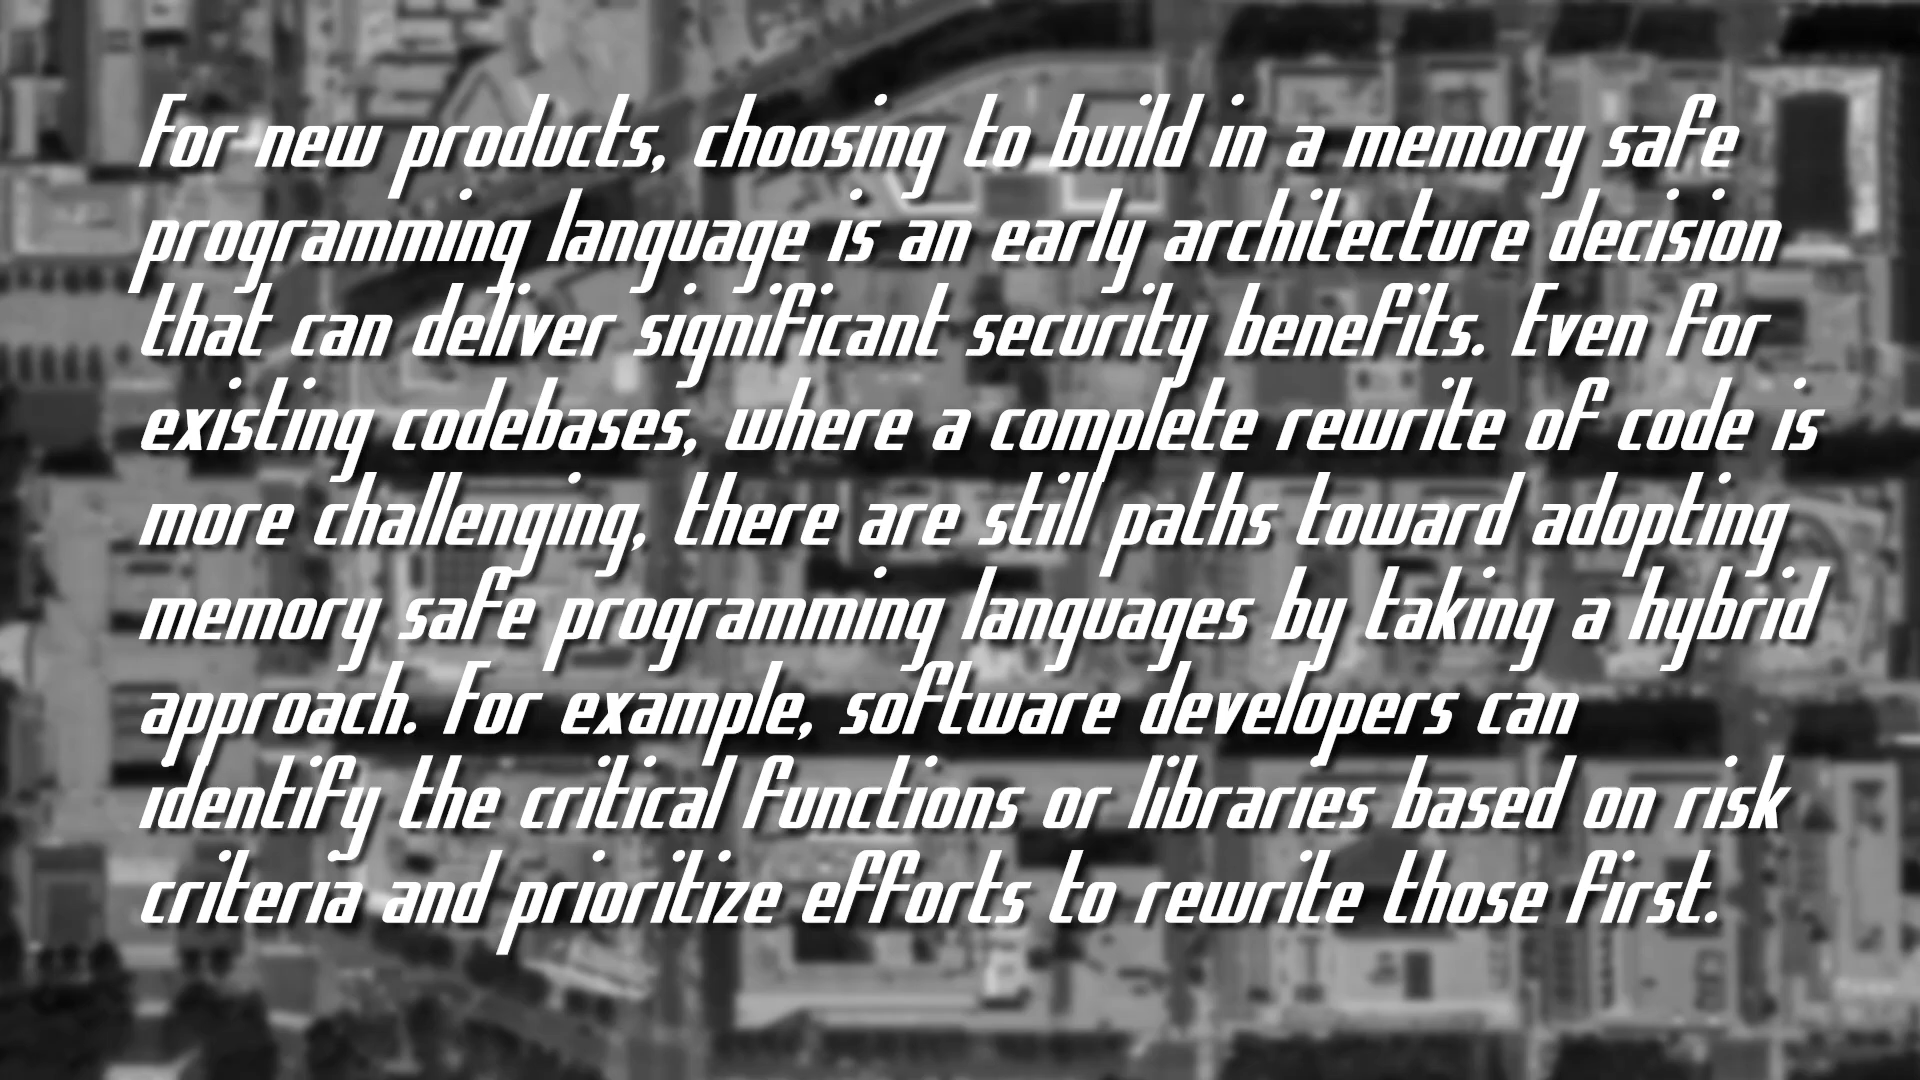 For new products, choosing to build in a memory safe
programming language is an early architecture decision
that can deliver significant security benefits. Even for
existing codebases, where a complete rewrite of code is
more challenging, there are still paths toward adopting
memory safe programming languages by taking a hybrid
approach. For example, software developers can
identify the critical functions or libraries based on risk
criteria and prioritize efforts to rewrite those first.